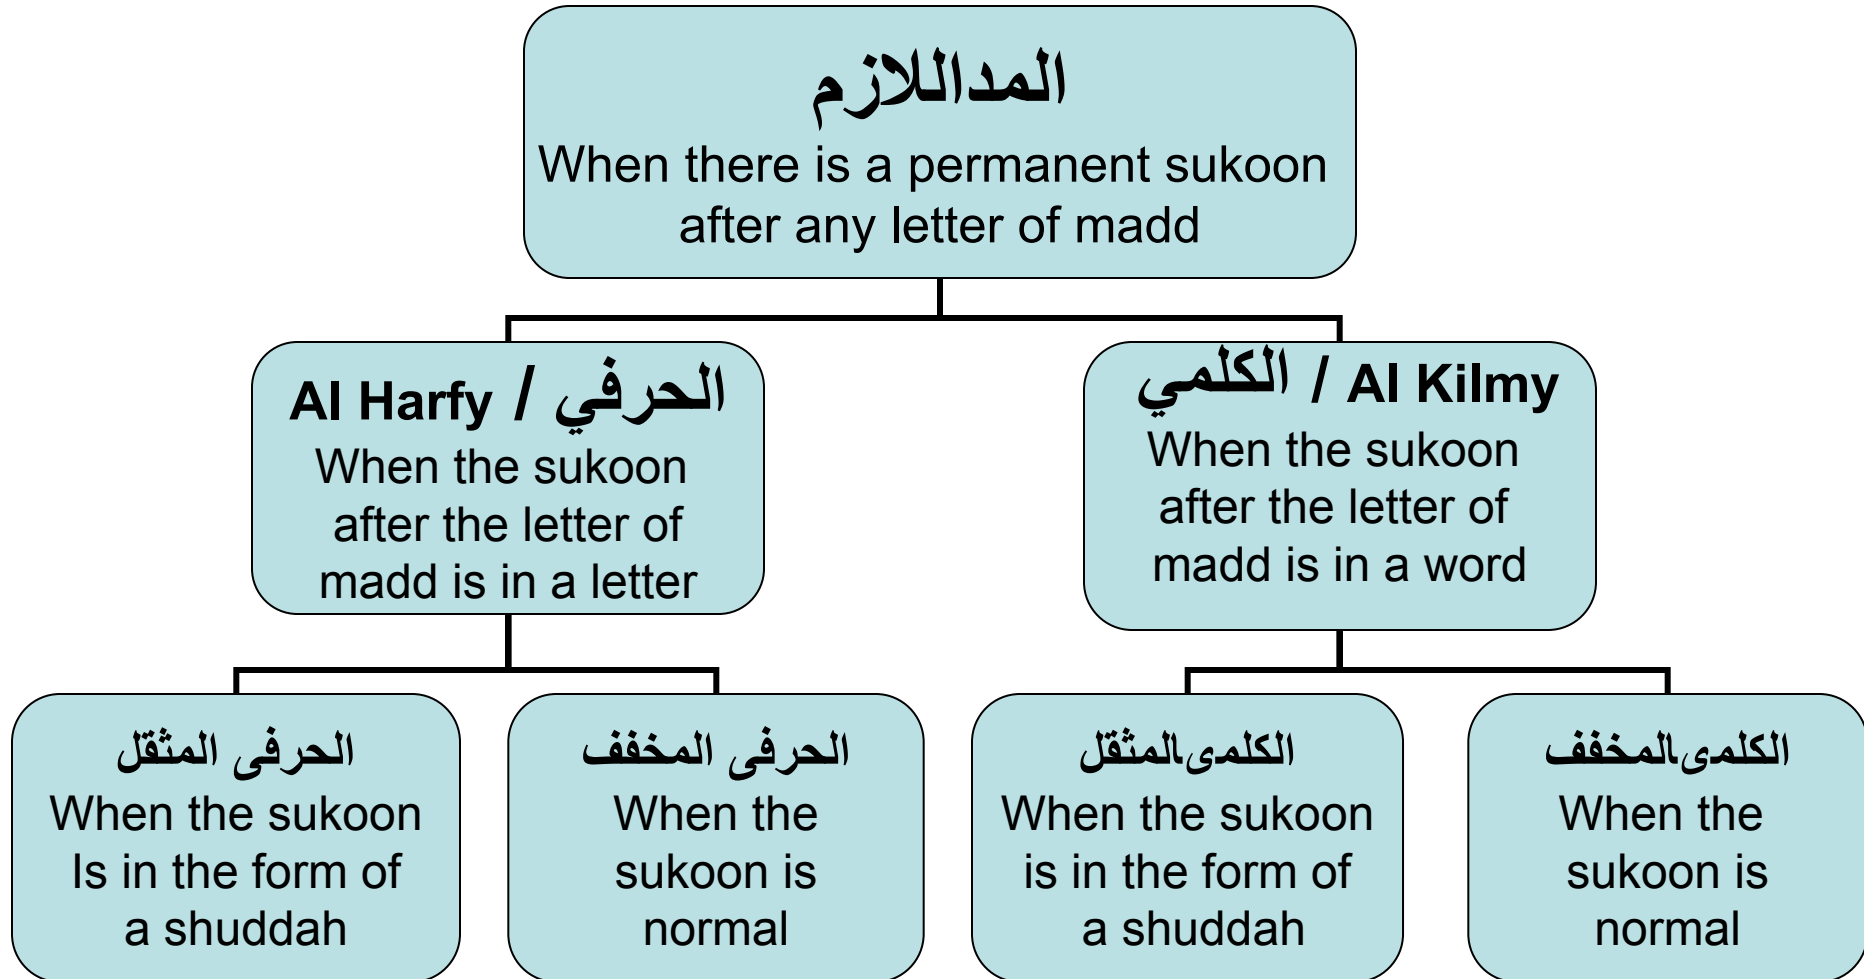 المداللازم
When there is a permanent sukoon
after any letter of madd
Al Harfy / الحرفي
When the sukoon
after the letter of
madd is in a letter
الكلمي / Al Kilmy
When the sukoon
after the letter of
madd is in a word
الحرفى المثقل
When the sukoon
Is in the form of
a shuddah
الحرفى المخفف
When the
sukoon is
normal
الكلمىالمثقل
When the sukoon
is in the form of
a shuddah
الكلمىالمخفف
When the
sukoon is
normal